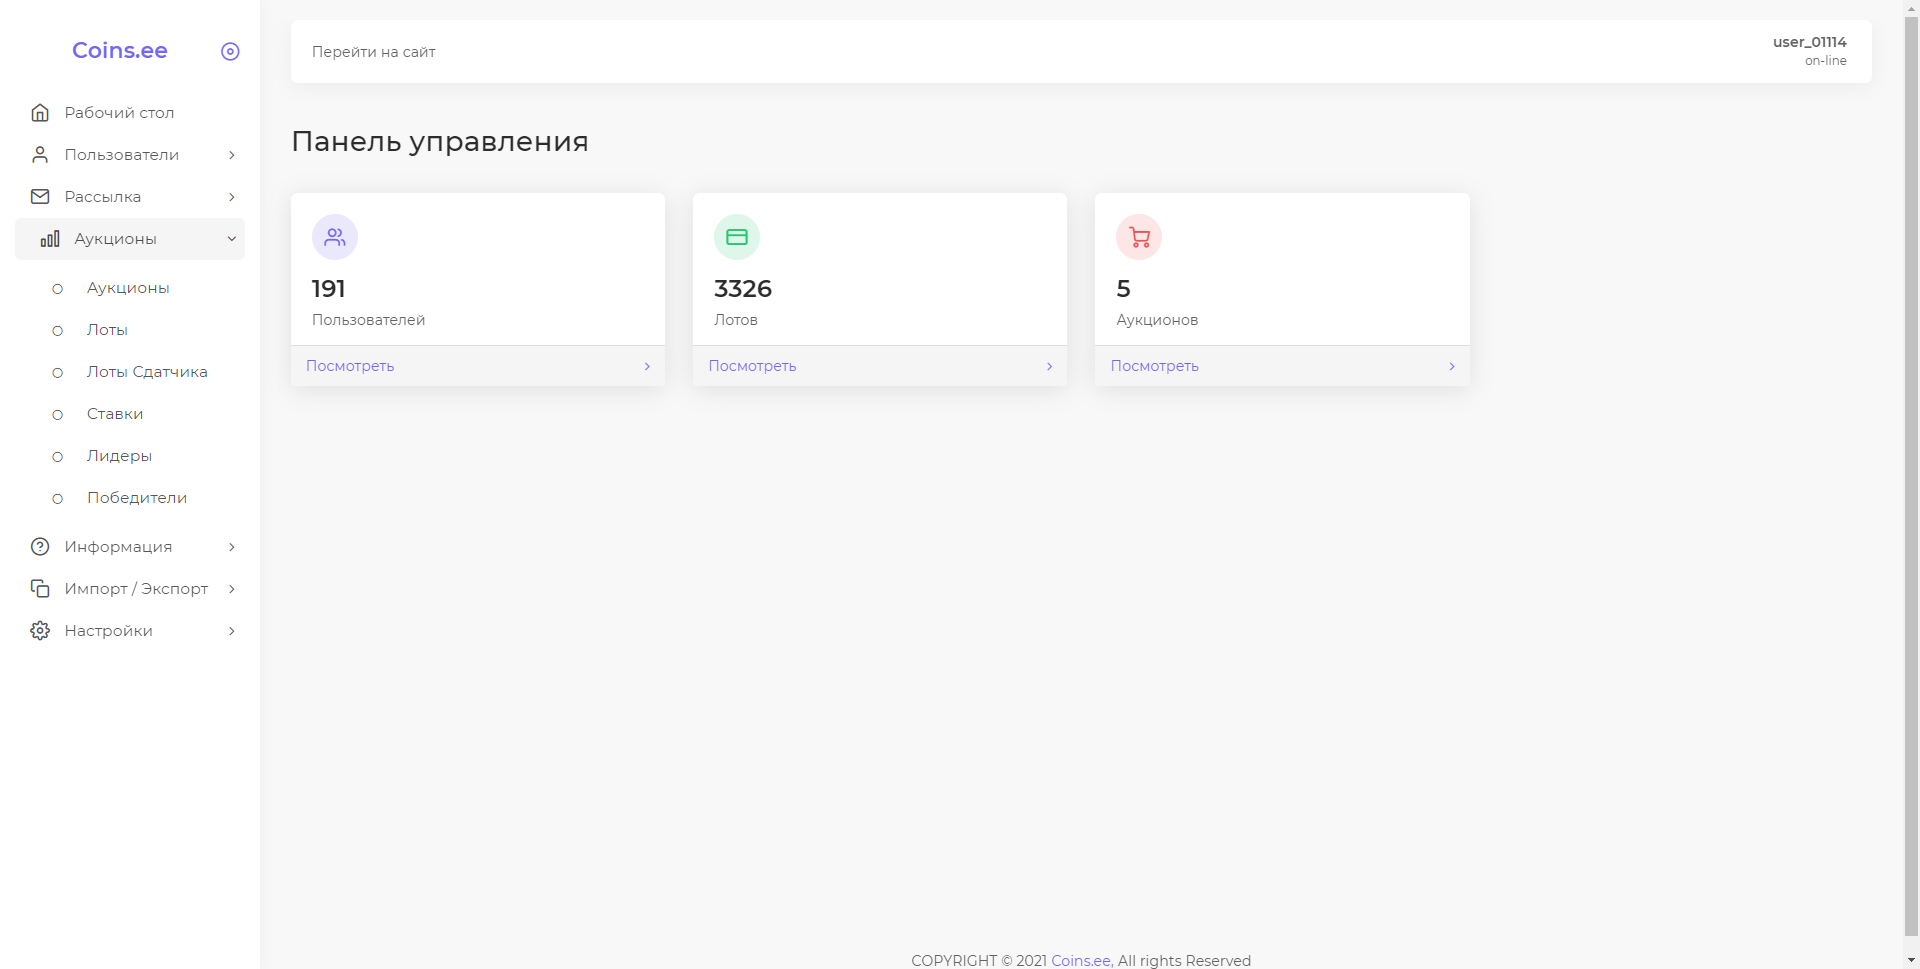 Coins.ee
Рабочий стол
Пользователи
Рассылка
Аукционы
Аукционы
Лоты
Лоты Сдатчика
Ставки
Лидеры
Победители
Информация
Импорт / Экспорт
Настройки
Перейти на сайт
user_01114
on-line
Панель управления
191
Пользователей
Посмотреть
3326
Лотов
Посмотреть
5
Аукционов
Посмотреть
COPYRIGHT © 2021 Coins.ee, All rights Reserved